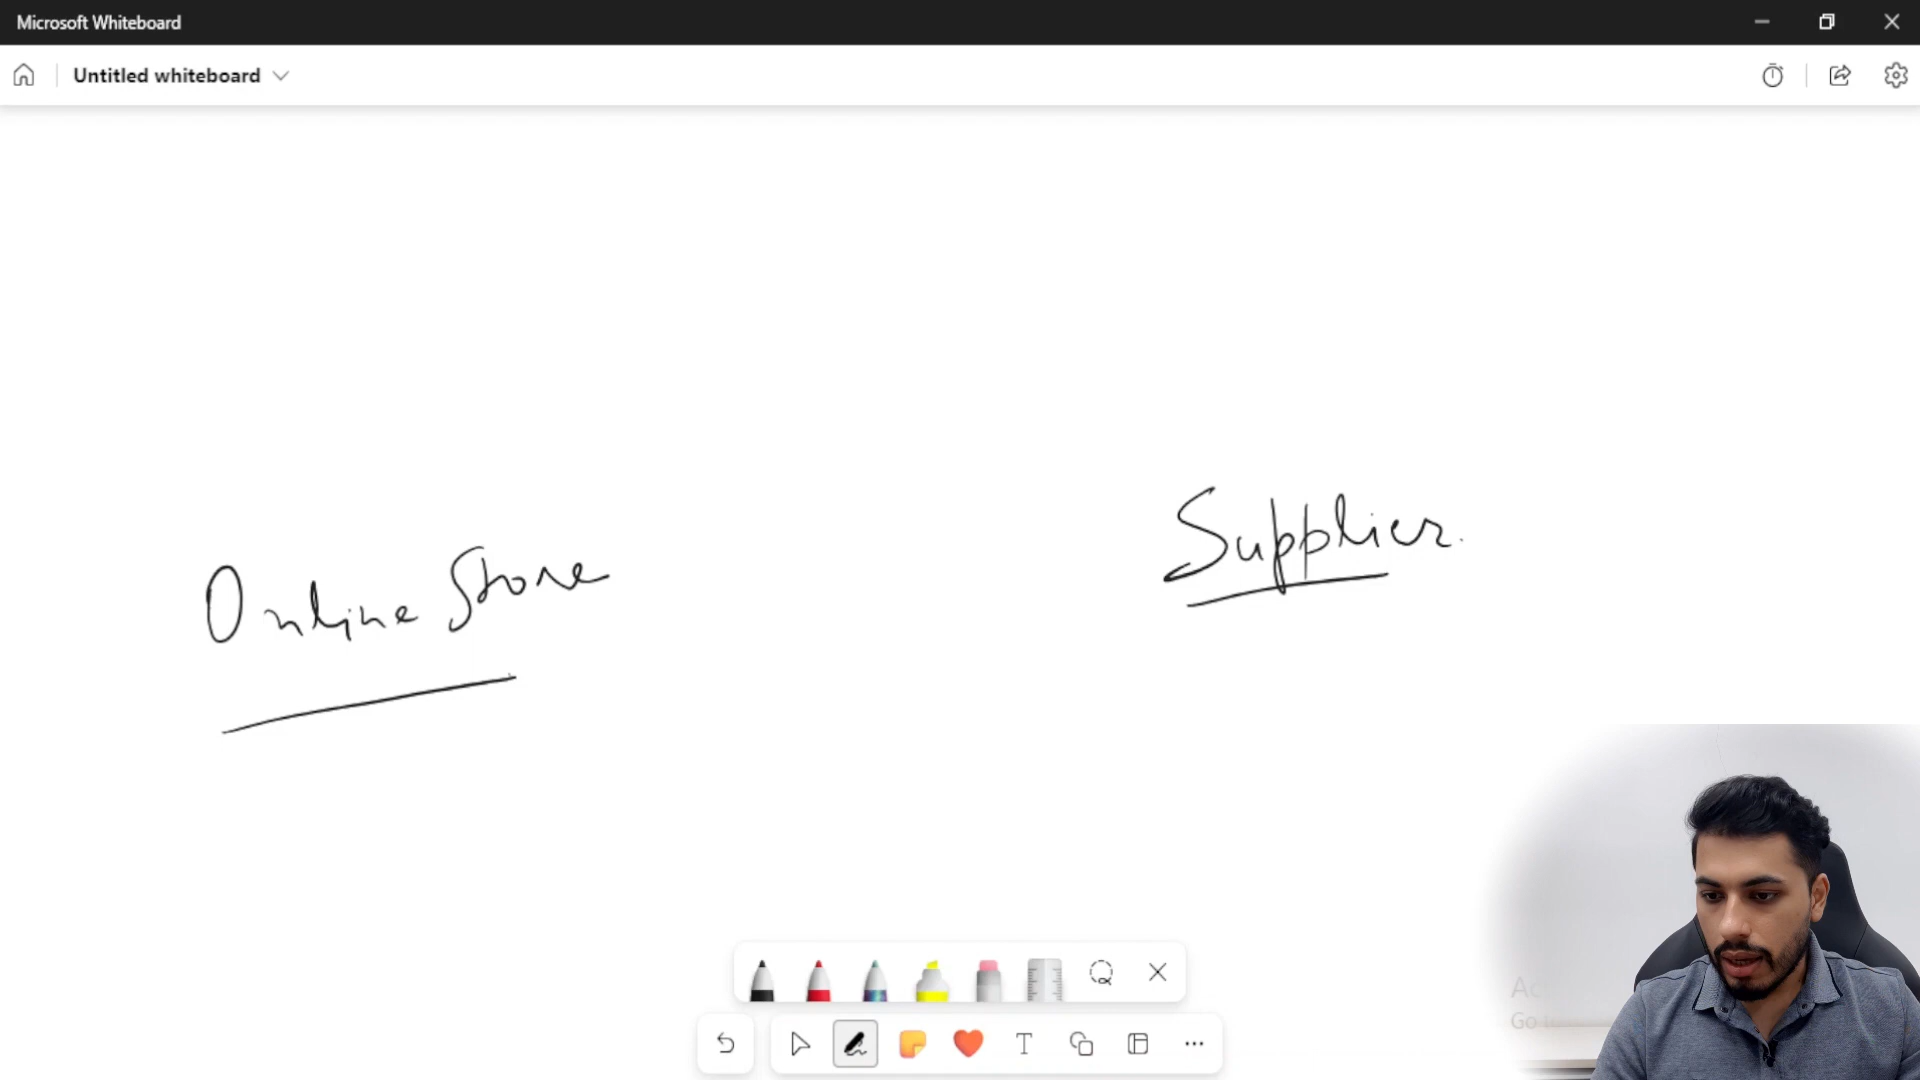 Microsoft Whiteboard
Untitled whiteboard
Supplier.
Online Store
T